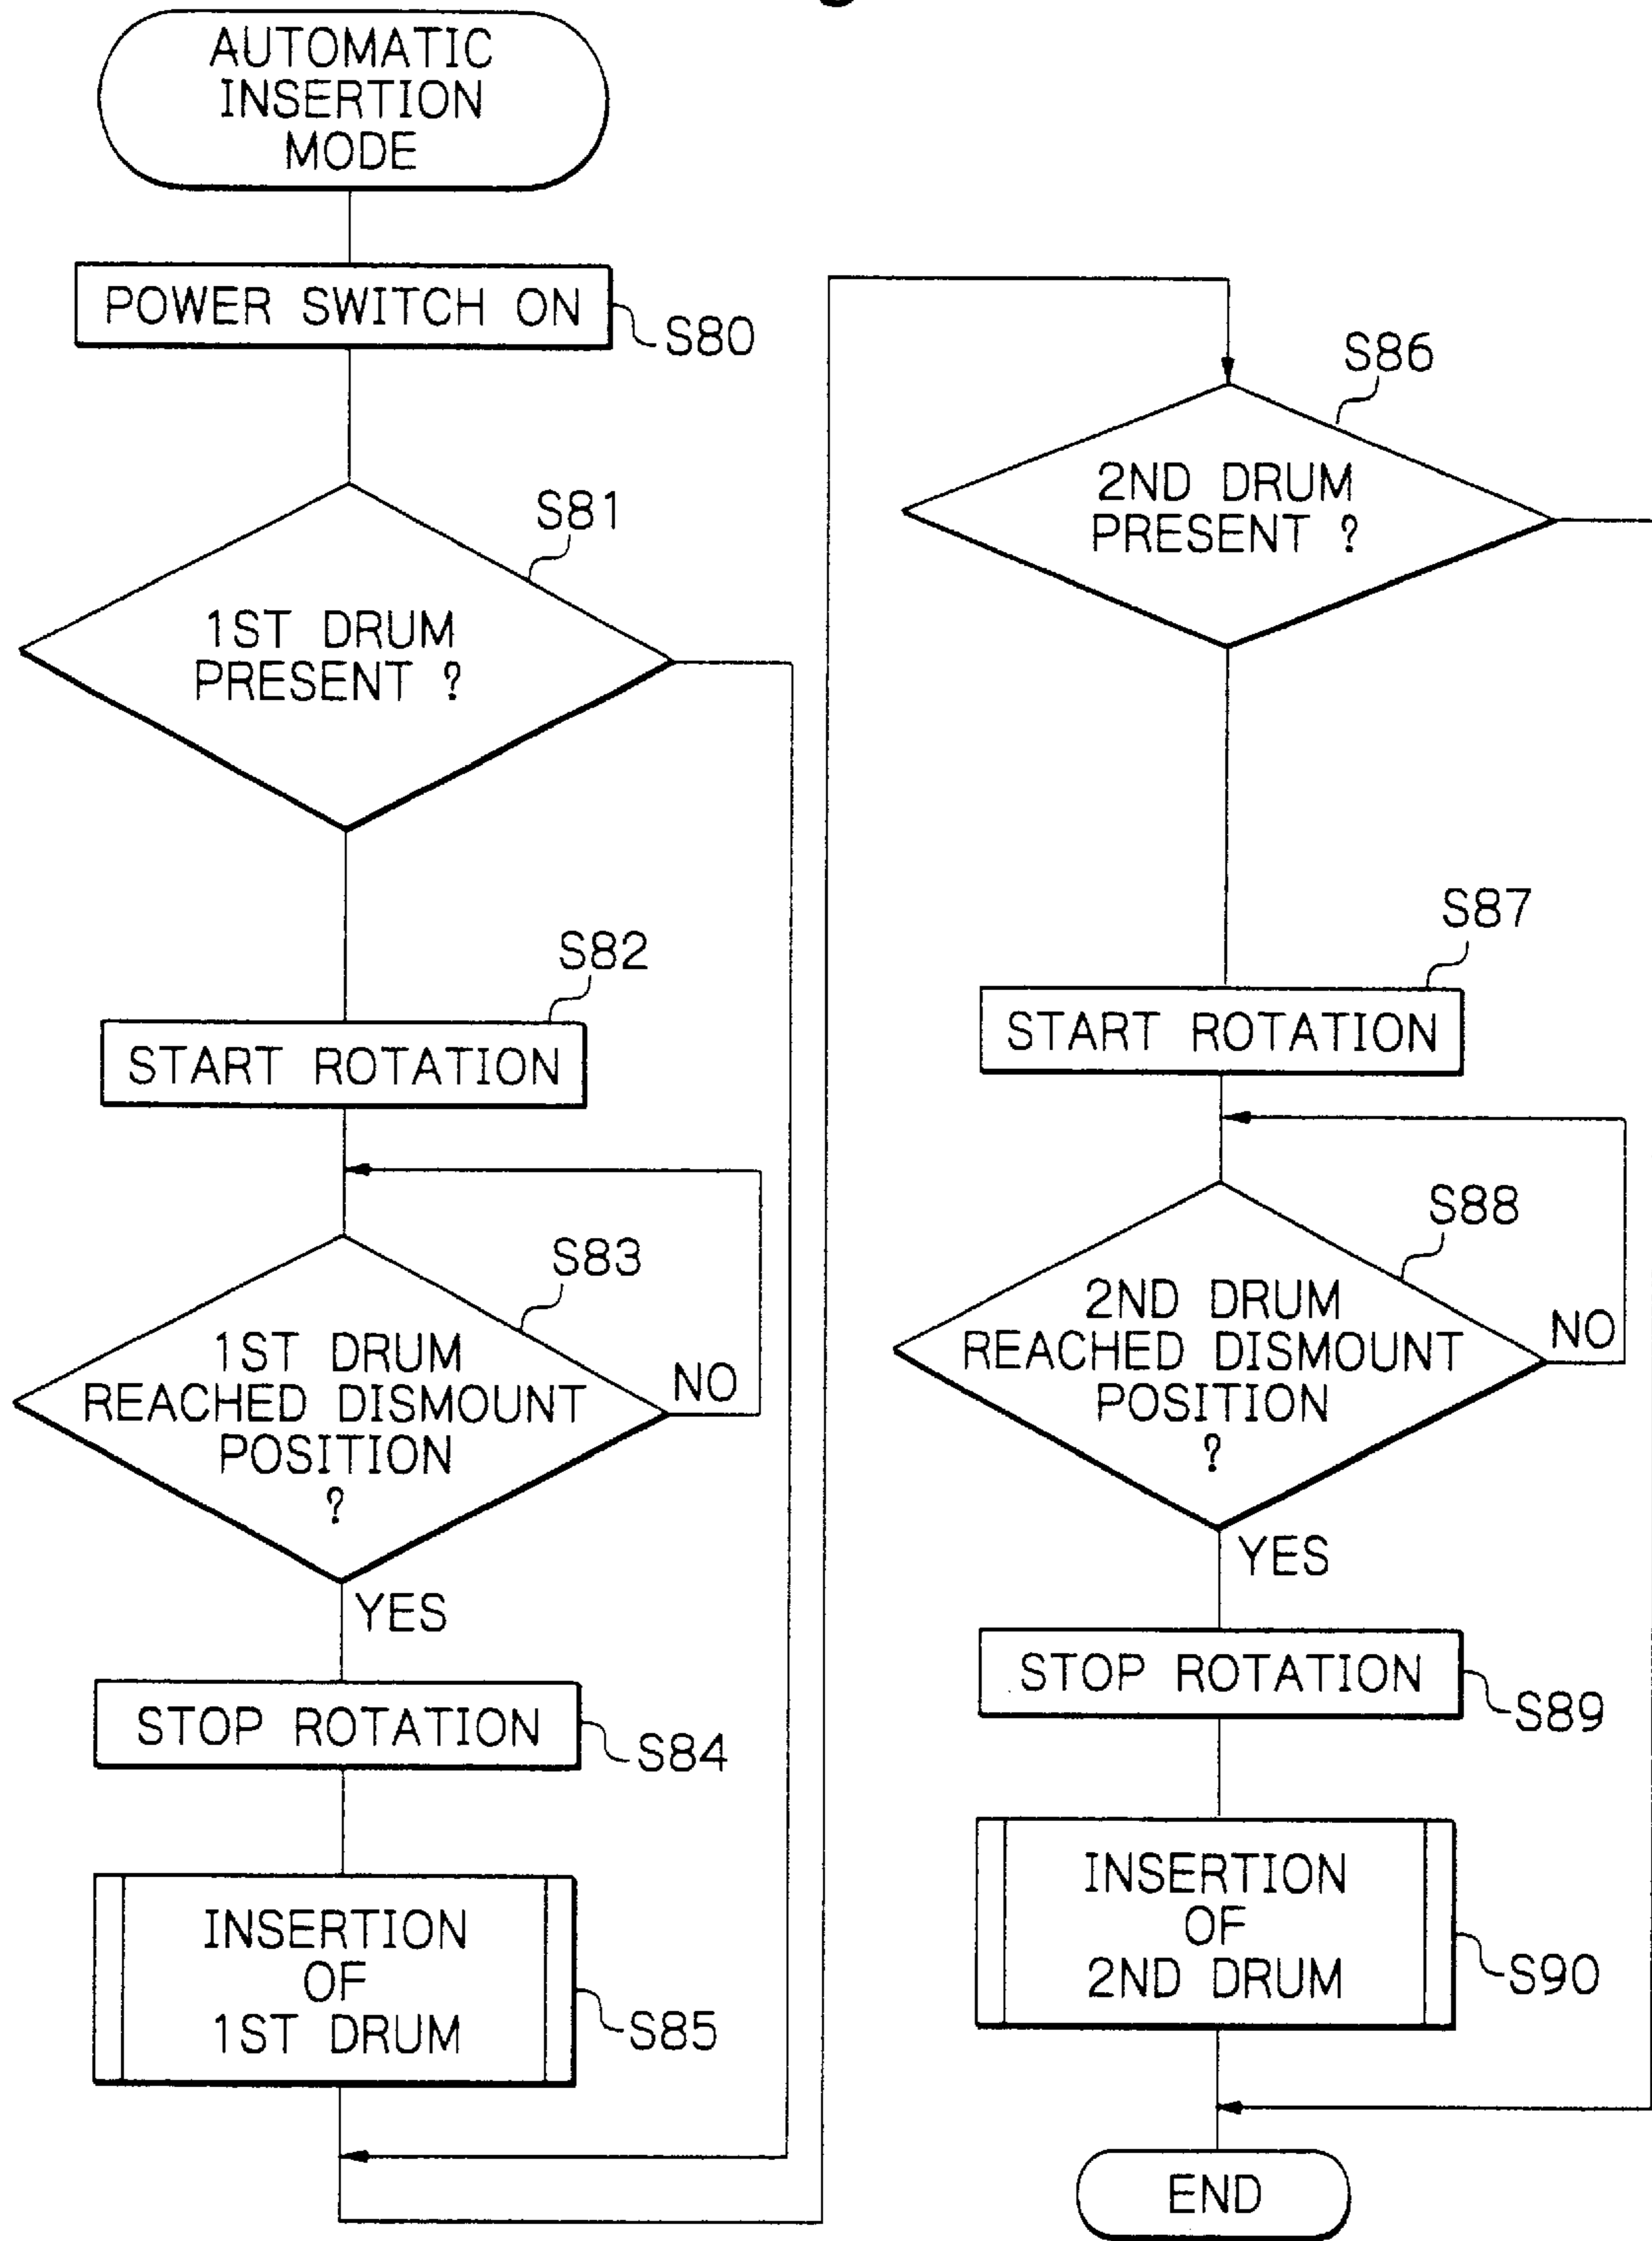 AUTOMATIC
INSERTION
MODE
POWER SWITCH ON
S80
S81
1ST DRUM
PRESENT ?
S82
START ROTATION
S83
1ST DRUM
REACHED DISMOUNT
POSITION
?
NO
YES
STOP ROTATION
S84
INSERTION
OF
1ST DRUM
S85
S86
2ND DRUM
PRESENT ?
S87
START ROTATION
S88
2ND DRUM
REACHED DISMOUNT
POSITION
?
NO
YES
STOP ROTATION
S89
INSERTION
OF
2ND DRUM
S90
END